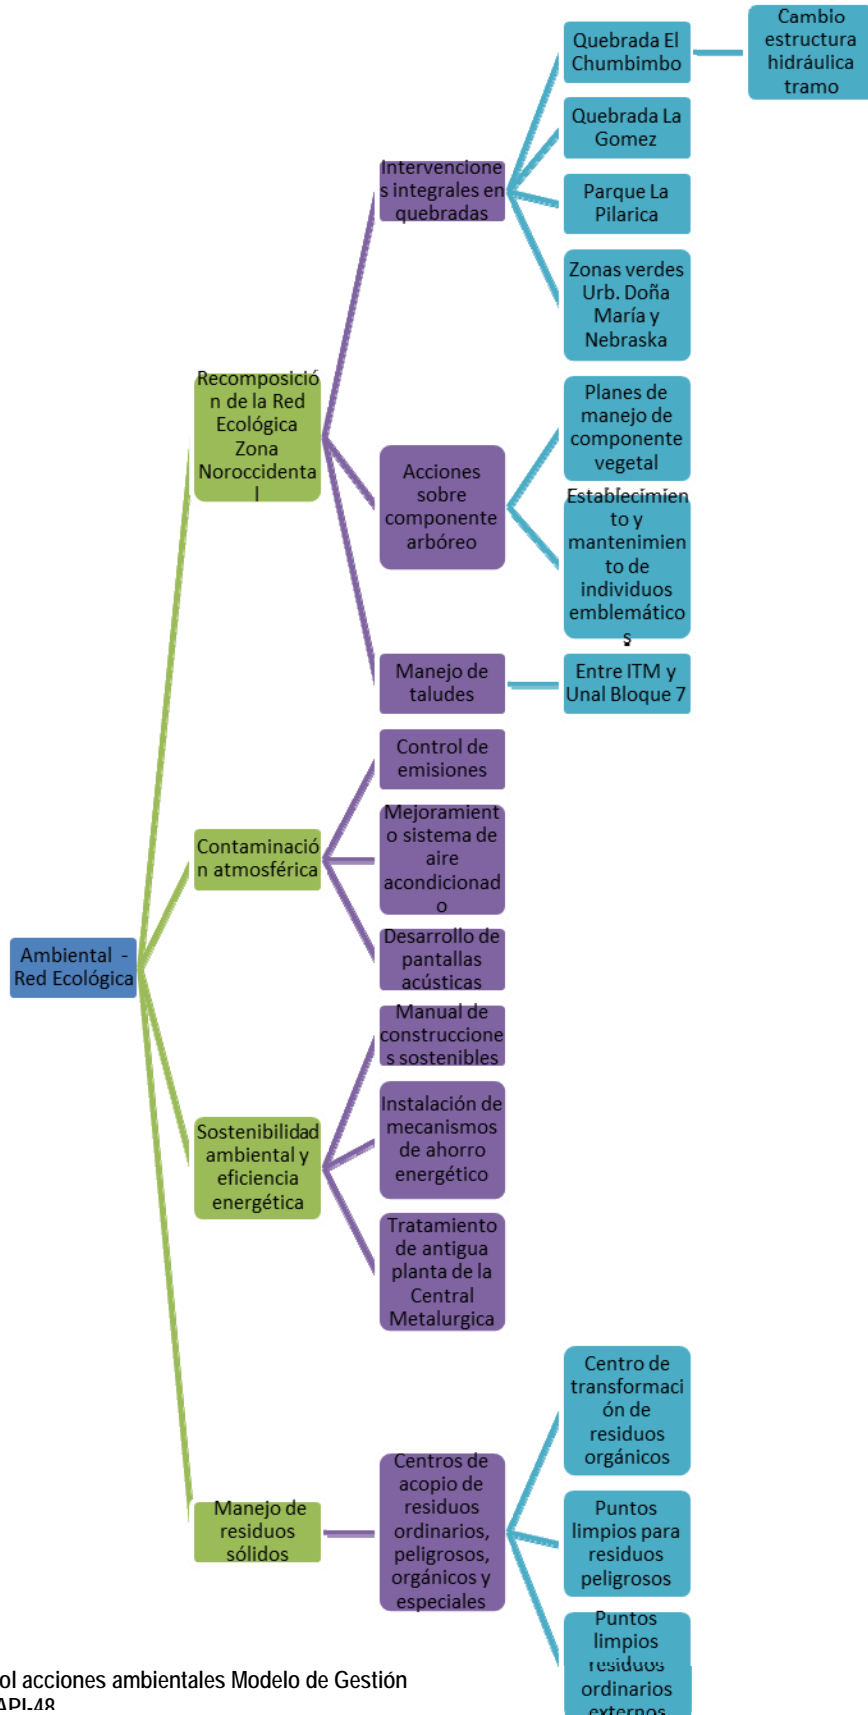 Ambiental -
Red Ecológica
Recomposició
n de la Red
Ecológica
Zona
Noroccidenta
l
Intervencione
s integrales en
quebradas
Quebrada El
Chumbimbo
Cambio
estructura
hidráulica
tramo
Quebrada La
Gomez
Parque La
Pilarica
Zonas verdes
Urb. Doña
María y
Nebraska
Acciones
sobre
componente
arbóreo
Planes de
manejo de
componente
vegetal
Establecimien
to y
mantenimien
to de
individuos
emblemático
s
Manejo de
taludes
Entre ITM y
Unal Bloque 7
Contaminació
n atmosférica
Control de
emisiones
Mejoramient
o sistema de
aire
acondicionad
o
Desarrollo de
pantallas
acústicas
Sostenibilidad
ambiental y
eficiencia
energética
Manual de
construccione
s sostenibles
Instalación de
mecanismos
de ahorro
energético
Tratamiento
de antigua
planta de la
Central
Metalurgica
Manejo de
residuos
sólidos
Centros de
acopio de
residuos
ordinarios,
peligrosos,
orgánicos y
especiales
Centro de
transformaci
ón de
residuos
orgánicos
Puntos
limpios para
residuos
peligrosos
Puntos
limpios
residuos
ordinarios
externos
ol acciones ambientales Modelo de Gestión
API-48